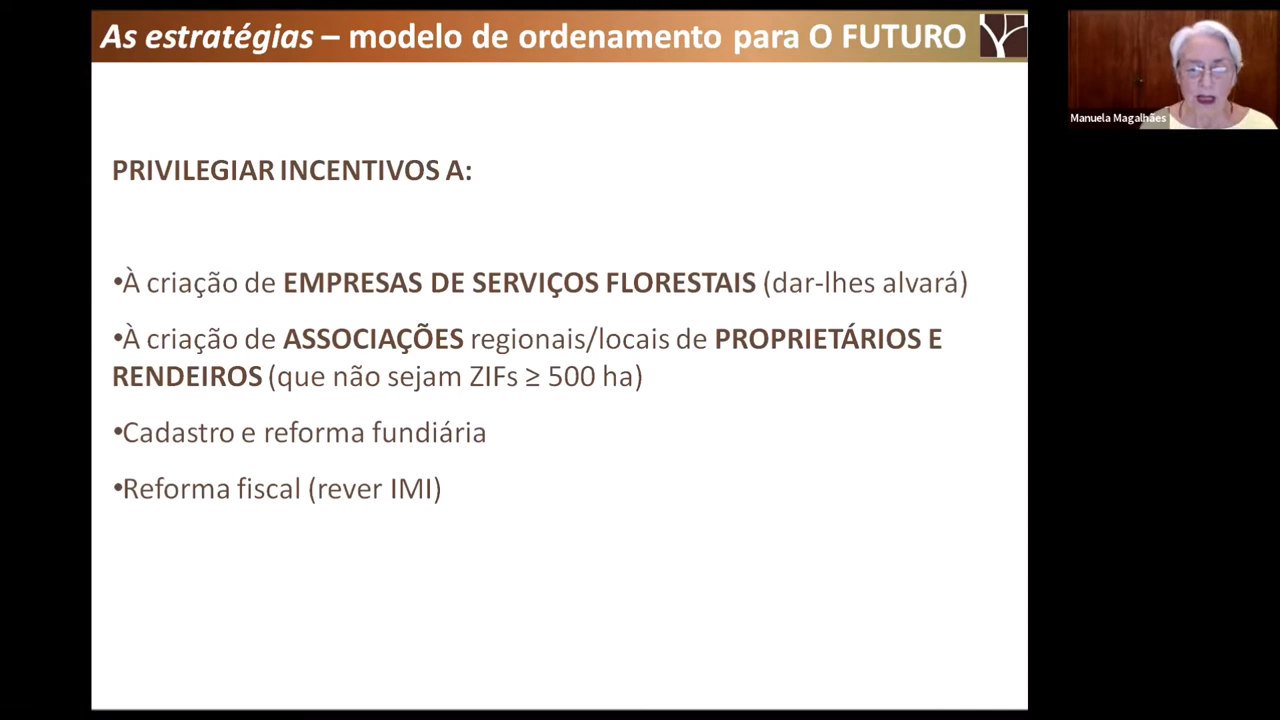 As estratégias – modelo de ordenamento para O FUTURO
Manuela Magalhães
PRIVILEGIAR INCENTIVOS A:
•À criação de EMPRESAS DE SERVIÇOS FLORESTAIS (dar-lhes alvará)
•À criação de ASSOCIAÇÕES regionais/locais de PROPRIETÁRIOS E
RENDEIROS (que não sejam ZIFs ≥ 500 ha)
•Cadastro e reforma fundiária
•Reforma fiscal (rever IMI)